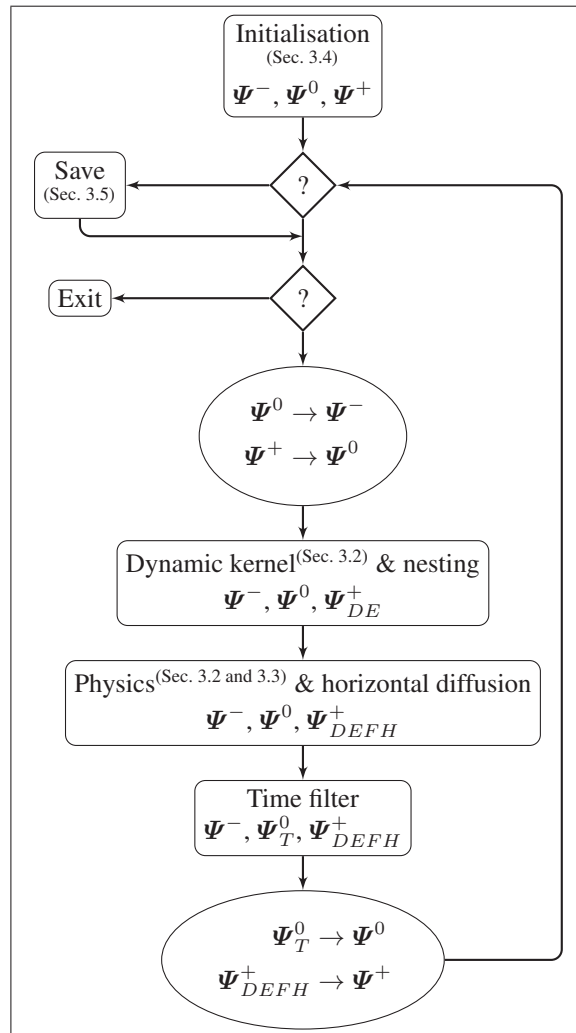 Initialisation
(Sec. 3.4)
Ψ⁻, Ψ⁰, Ψ⁺
?
Save
(Sec. 3.5)
?
Exit
Ψ⁰ → Ψ⁻
Ψ⁺ → Ψ⁰
Dynamic kernel(Sec. 3.2) & nesting
Ψ⁻, Ψ⁰, Ψ⁺_DE
Physics(Sec. 3.2 and 3.3) & horizontal diffusion
Ψ⁻, Ψ⁰, Ψ⁺_DEFH
Time filter
Ψ⁻, Ψ⁰_T, Ψ⁺_DEFH
Ψ⁰_T → Ψ⁰
Ψ⁺_DEFH → Ψ⁺